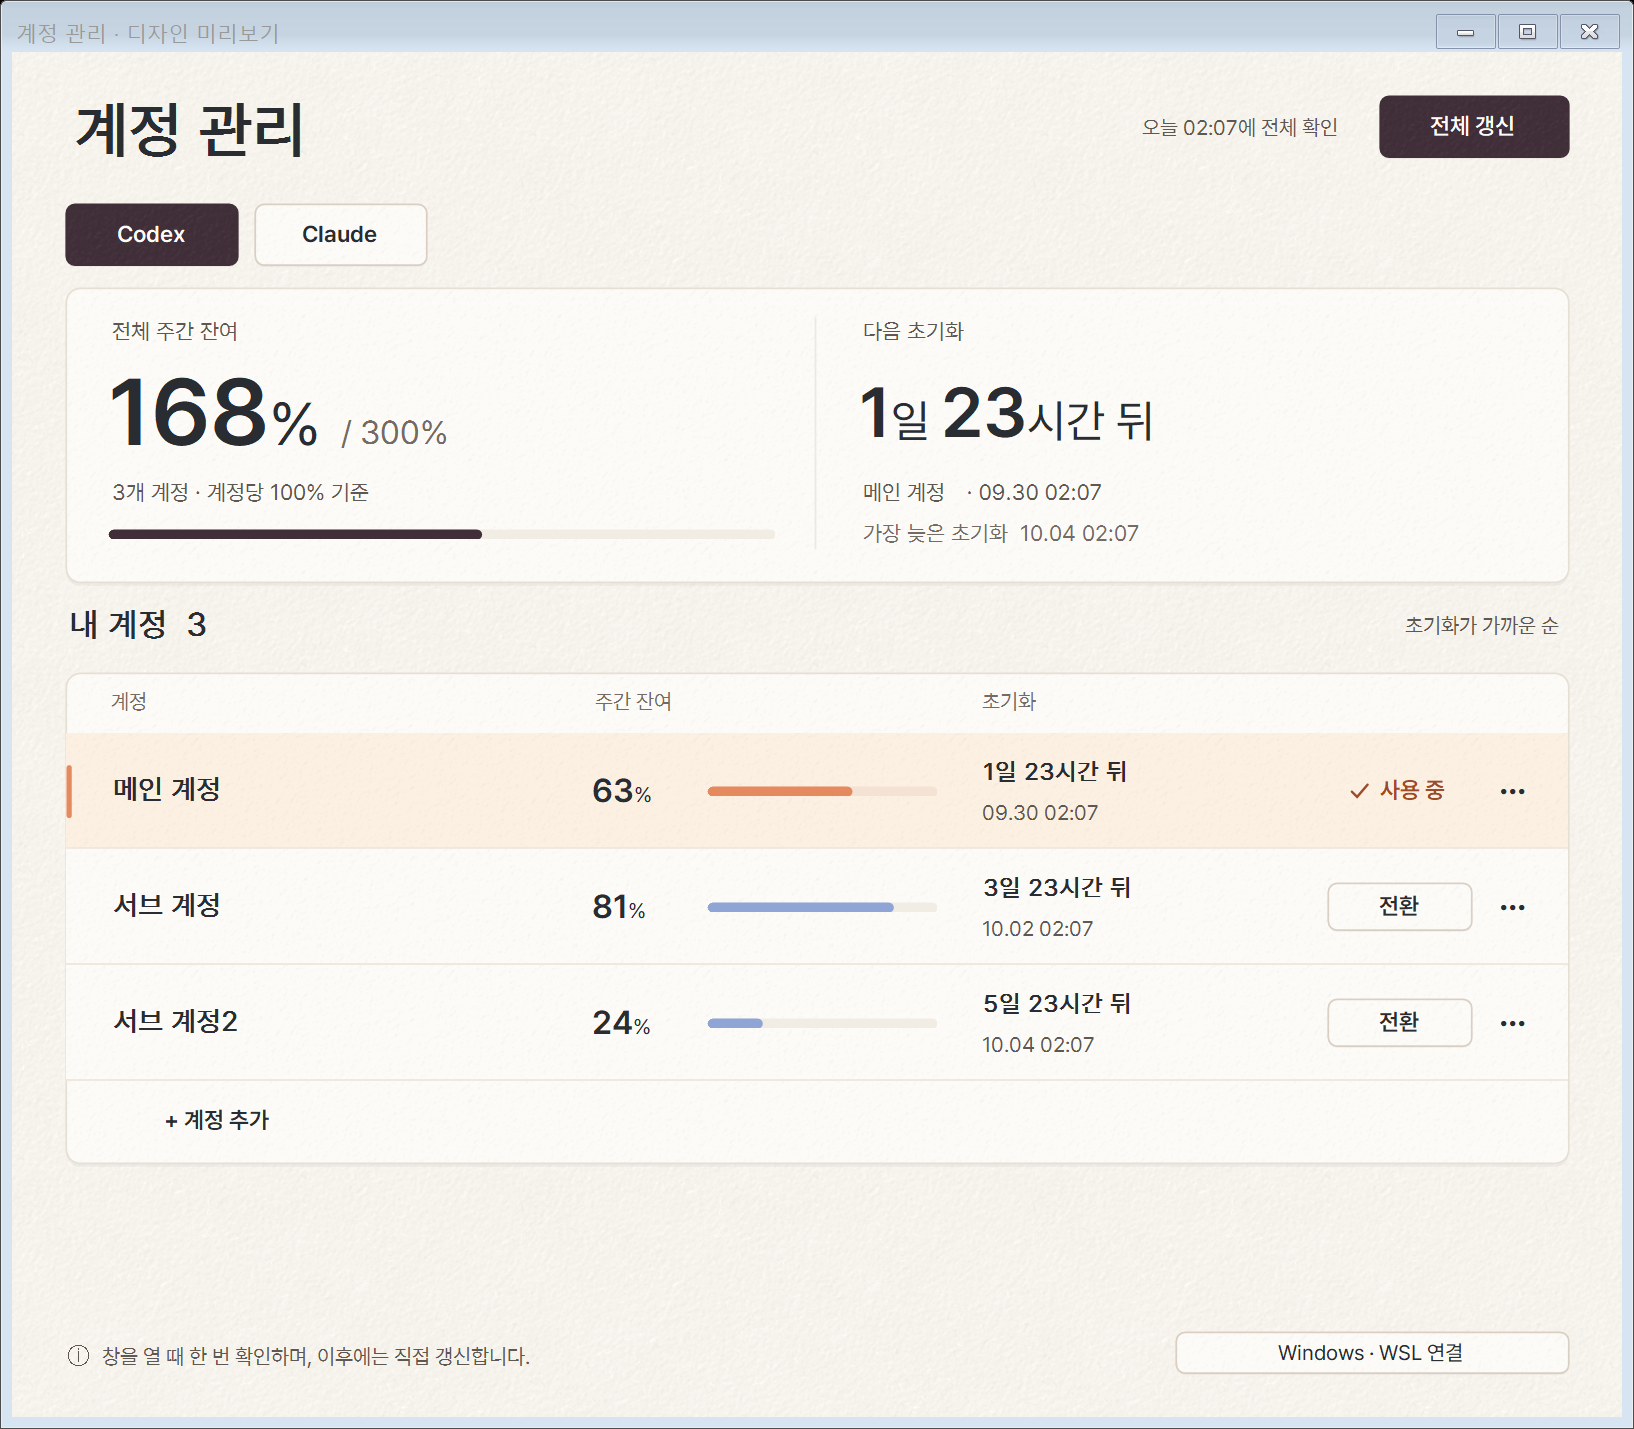 계정 관리 · 디자인 미리보기
계정 관리
오늘 02:07에 전체 확인
전체 갱신
Codex
Claude
전체 주간 잔여
168% / 300%
3개 계정 · 계정당 100% 기준
다음 초기화
1일 23시간 뒤
메인 계정 · 09.30 02:07
가장 늦은 초기화 10.04 02:07
내 계정 3
초기화가 가까운 순
계정 주간 잔여 초기화
메인 계정 63% 1일 23시간 뒤 ✓ 사용 중 •••
09.30 02:07
서브 계정 81% 3일 23시간 뒤 전환 •••
10.02 02:07
서브 계정2 24% 5일 23시간 뒤 전환 •••
10.04 02:07
+ 계정 추가
ⓘ 창을 열 때 한 번 확인하며, 이후에는 직접 갱신합니다.
Windows · WSL 연결